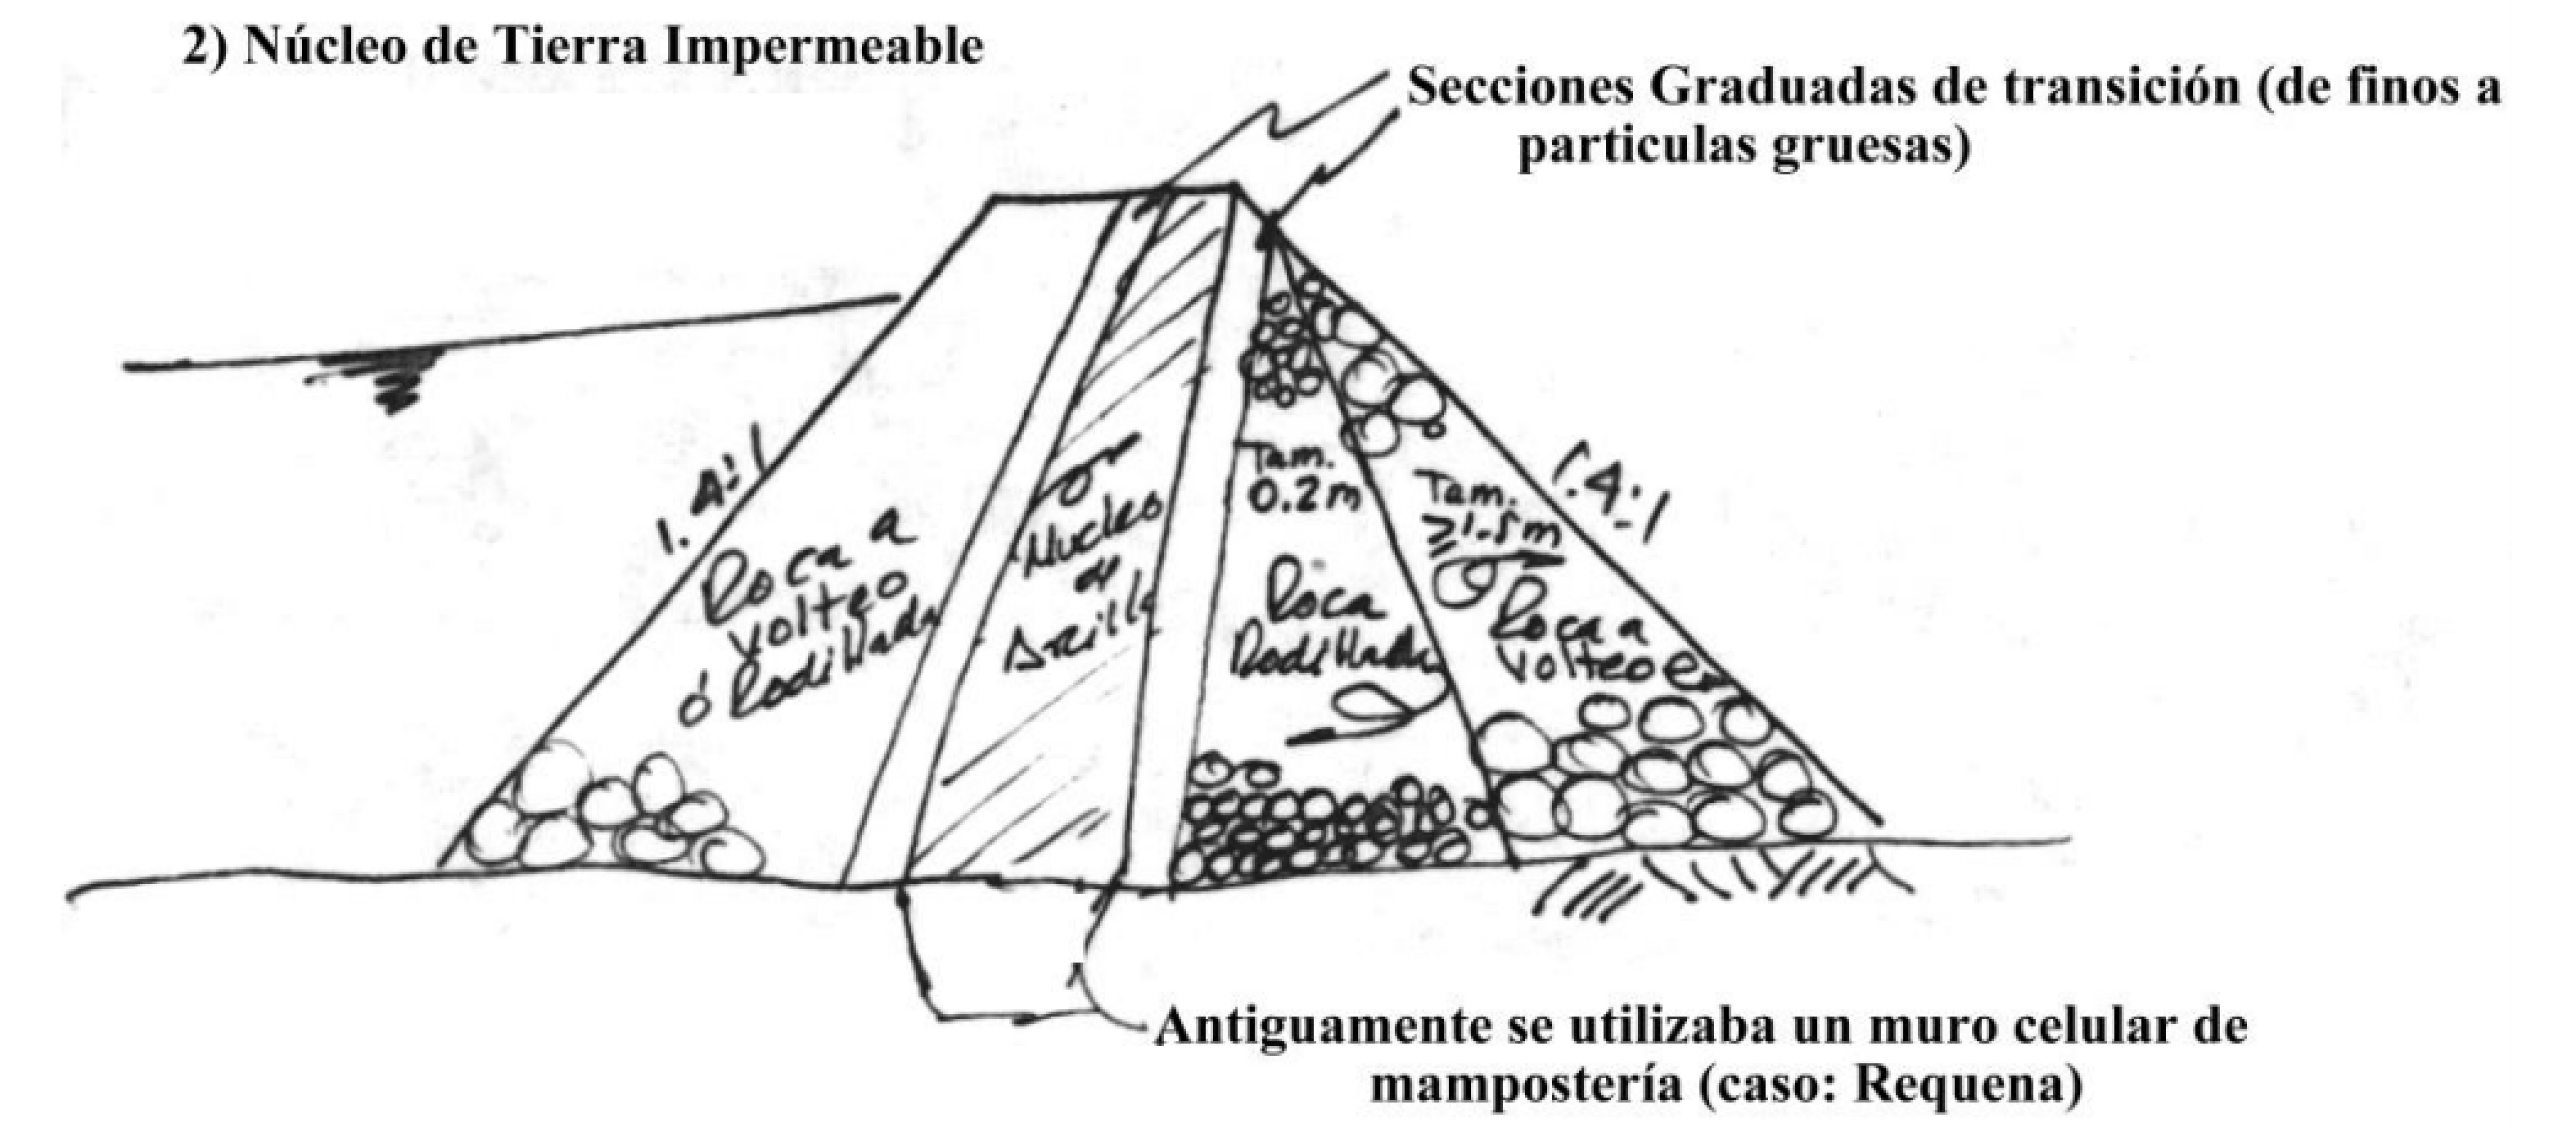 2) Núcleo de Tierra Impermeable
Secciones Graduadas de transición (de finos a
particulas gruesas)
1.4:1
Roca a
volteo
ó Rodillada
Nucleo
de
Arcilla
Tam.
0.2m
Roca
Rodillada
Tam.
≥1.5m
Roca a
volteo
1.4:1
Antiguamente se utilizaba un muro celular de
mampostería (caso: Requena)